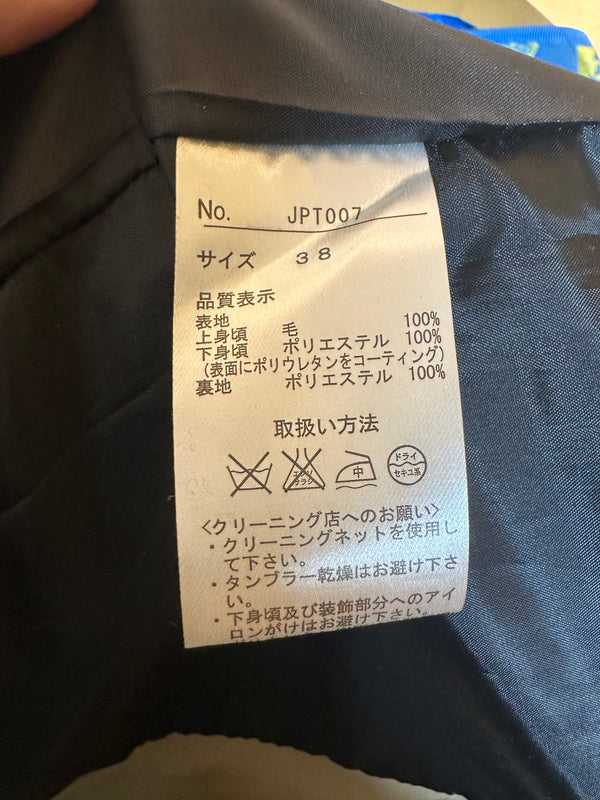 No. JPT007
サイズ 38
品質表示
表地
上身頃 毛 100%
下身頃 ポリエステル 100%
(表面にポリウレタンをコーティング)
裏地 ポリエステル 100%
取扱い方法
エンソ
サラシ
中
ドライ
セキユ系
<クリーニング店へのお願い>
・クリーニングネットを使用し
て下さい。
・タンブラー乾燥はお避け下さ
い。
・下身頃及び装飾部分へのアイ
ロンがけはお避け下さい。